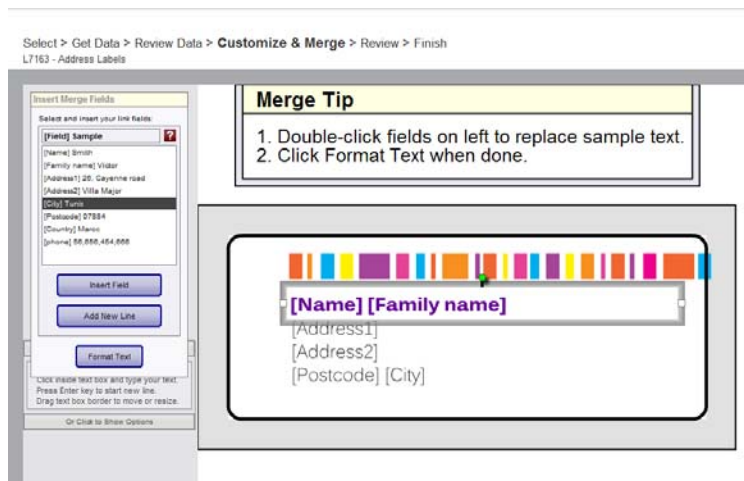 Select > Get Data > Review Data > Customize & Merge > Review > Finish
L7163 - Address Labels
Insert Merge Fields
Select and insert your link fields:
[Field] Sample
?
[Name] Smith
[Family name] Victor
[Address1] 26. Cayenne road
[Address2] Villa Major
[City] Tunis
[Postcode] 07884
[Country] Maroc
Insert Field
Add New Line
Format Text
Click inside text box and type your text.
Press Enter key to start new line.
Drag text box border to move or resize.
Or Click to Show Options
Merge Tip
1. Double-click fields on left to replace sample text.
2. Click Format Text when done.
[Name] [Family name]
[Address1]
[Address2]
[Postcode] [City]